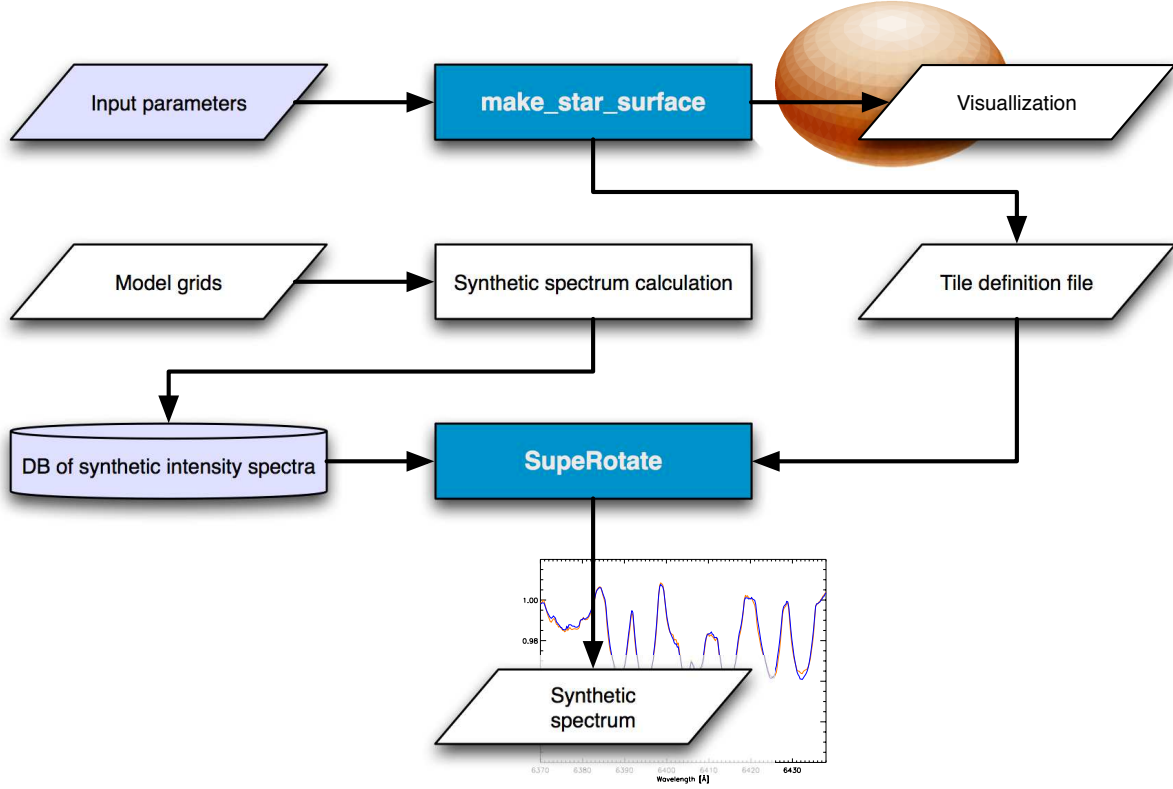 Input parameters
make_star_surface
Visuallization
Model grids
Synthetic spectrum calculation
Tile definition file
DB of synthetic intensity spectra
SupeRotate
1.00
0.98
Synthetic
spectrum
6370
6380
6390
6400
6410
6420
6430
Wavelength [Å]